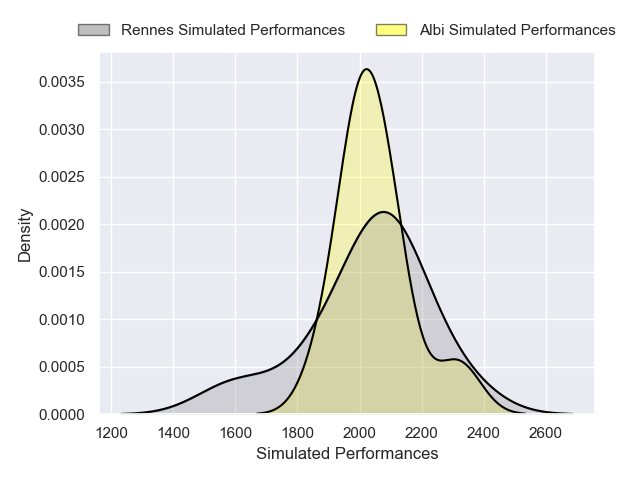 Rennes Simulated Performances Albi Simulated Performances
0.0035
0.0030
0.0025
0.0020
0.0015
0.0010
0.0005
0.0000
Density
1200 1400 1600 1800 2000 2200 2400 2600
Simulated Performances